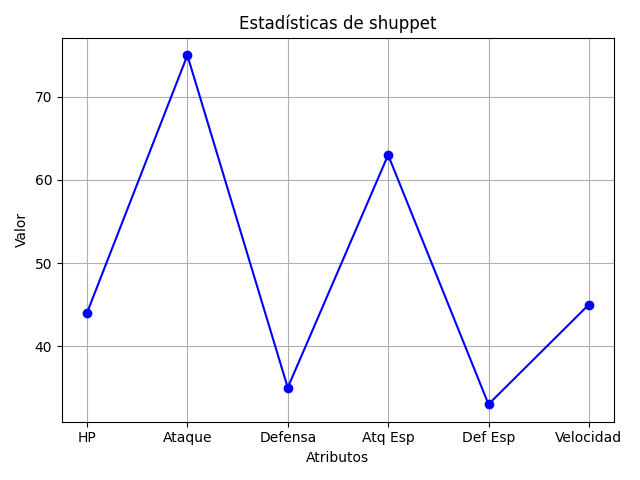 Estadísticas de shuppet
Valor
70
60
50
40
HP Ataque Defensa Atq Esp Def Esp Velocidad
Atributos